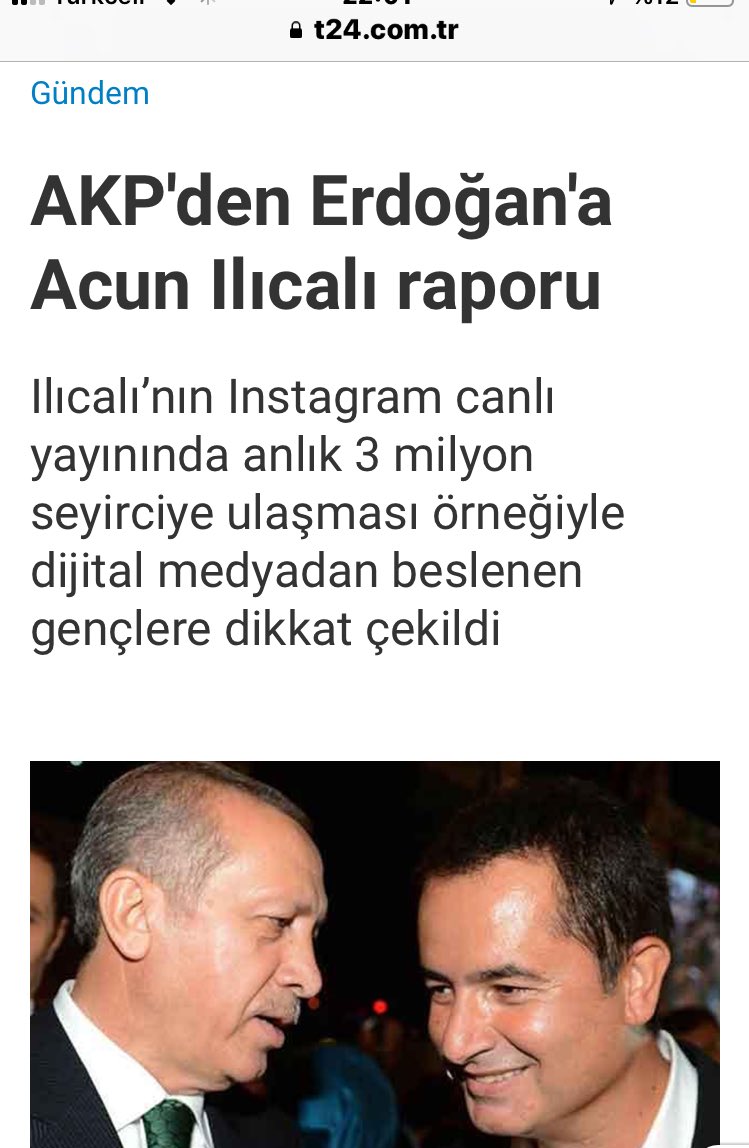 t24.com.tr
Gündem
AKP'den Erdoğan'a
Acun Ilıcalı raporu
Ilıcalı’nın Instagram canlı
yayınında anlık 3 milyon
seyirciye ulaşması örneğiyle
dijital medyadan beslenen
gençlere dikkat çekildi